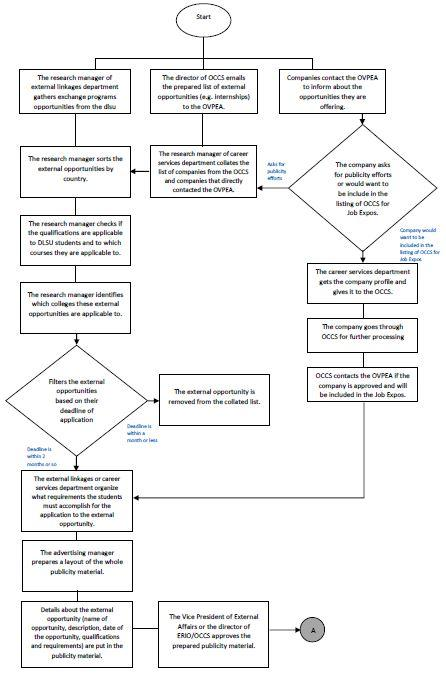 Start
The research manager of
external linkages department
gathers exchange programs
opportunities from the dlsu
The director of OCCS emails
the prepared list of external
opportunities (e.g. Internships)
to the OVPEA.
Companies contact the OVPEA
to inform about the
opportunities they are
offering.
The research manager sorts the
external opportunities by
country.
The research manager of career
services department collates the
list of companies from the OCCS
and companies that directly
contacted the OVPEA.
Asks for
publicity
efforts
The company asks
for publicity efforts
or would want to
be include in the
listing of OCCS for
Job Expos.
The research manager checks if
the qualifications are applicable
to DLSU students and to which
courses they are applicable to.
Company would
want to be
included in the
listing of OCCS for
Job Expos
The career services department
gets the company profile and
gives it to the OCCS.
The research manager identifies
which colleges these external
opportunities are applicable to.
The company goes through
OCCS for further processing
Filters the external
opportunities
based on their
deadline of
application
The external opportunity is
removed from the collated list.
OCCS contacts the OVPEA if the
company is approved and will
be included in the Job Expos.
Deadline is
within a
month or less
Deadline is
within 2
months or so
The external linkages or career
services department organize
what requirements the students
must accomplish for the
application to the external
opportunity.
The advertising manager
prepares a layout of the whole
publicity material.
Details about the external
opportunity (name of
opportunity, description, date of
the opportunity, qualifications
and requirements) are put in the
publicity material.
The Vice President of External
Affairs or the director of
ERIO/OCCS approves the
prepared publicity material.
A